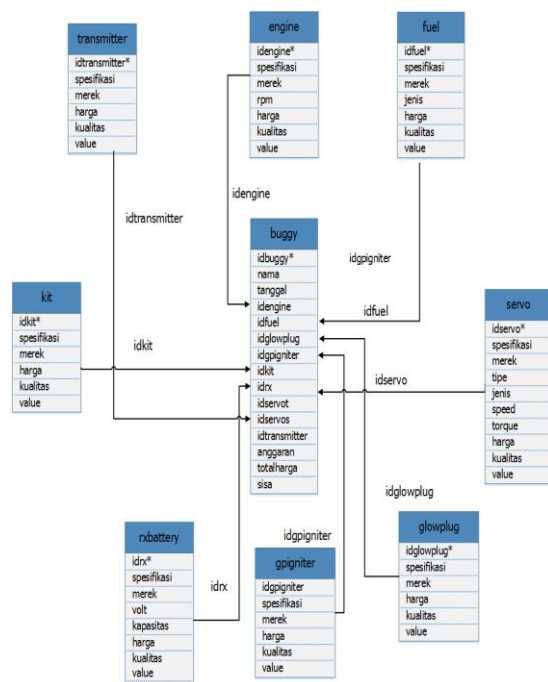 transmitter
idtransmitter*
spesifikasi
merek
harga
kualitas
value
engine
idengine*
spesifikasi
merek
rpm
harga
kualitas
value
fuel
idfuel*
spesifikasi
merek
jenis
harga
kualitas
value
idengine
idtransmitter
idgpigniter
idfuel
buggy
idbuggy*
nama
tanggal
idengine
idfuel
idglowplug
idgpigniter
idkit
idrx
idservot
idservos
idtransmitter
anggaran
totalharga
sisa
kit
idkit*
spesifikasi
merek
harga
kualitas
value
idkit
servo
idservo*
spesifikasi
merek
tipe
jenis
speed
torque
harga
kualitas
value
idservo
idglowplug
idgpigniter
idrx
rxbattery
idrx*
spesifikasi
merek
volt
kapasitas
harga
kualitas
value
gpigniter
idgpigniter
spesifikasi
merek
harga
kualitas
value
glowplug
idglowplug*
spesifikasi
merek
harga
kualitas
value